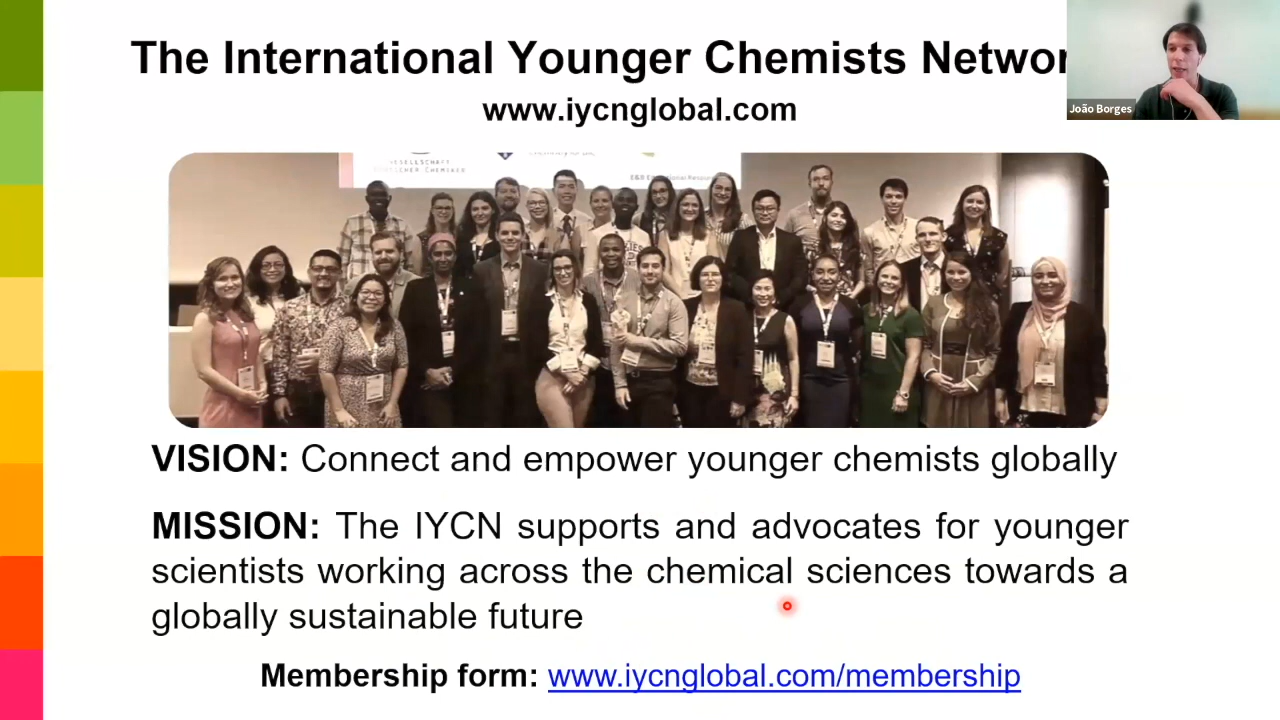 The International Younger Chemists Networ
www.iycnglobal.com
João Borges
ESELLSCHAFT
VISION: Connect and empower younger chemists globally
MISSION: The IYCN supports and advocates for younger
scientists working across the chemical sciences towards a
globally sustainable future
Membership form: www.iycnglobal.com/membership